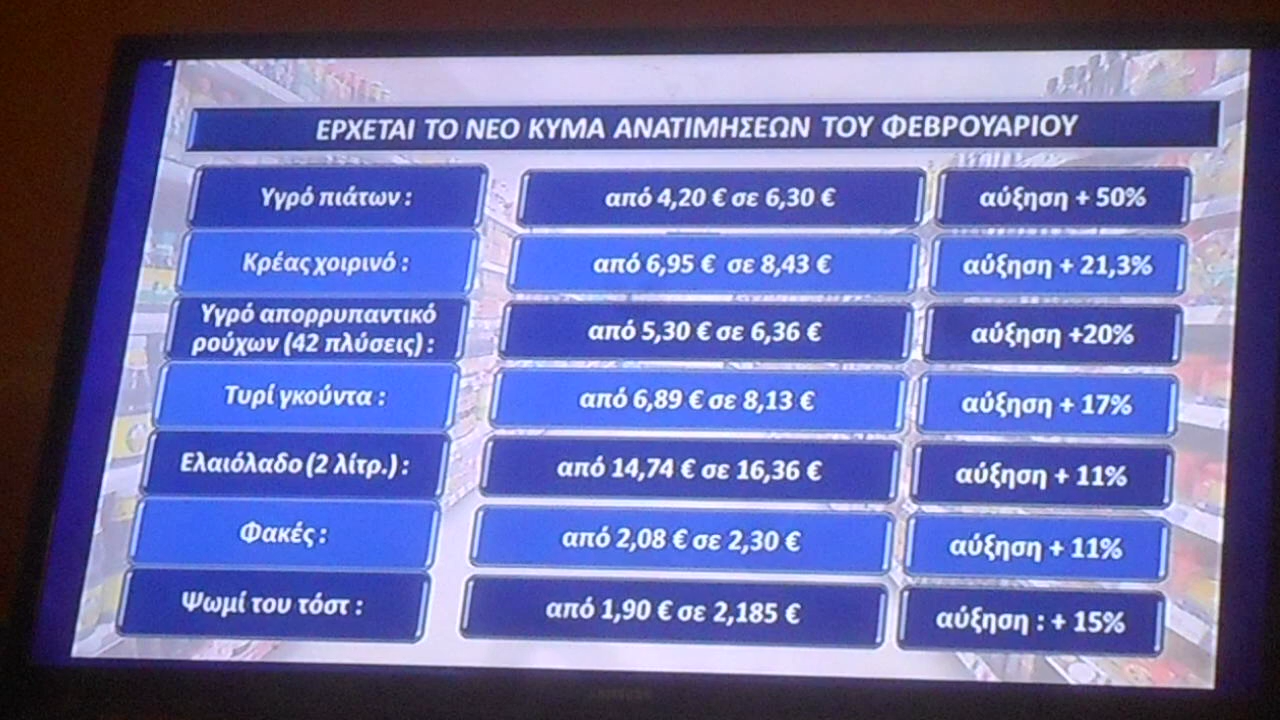 ΕΡΧΕΤΑΙ ΤΟ ΝΕΟ ΚΥΜΑ ΑΝΑΤΙΜΗΣΕΩΝ ΤΟΥ ΦΕΒΡΟΥΑΡΙΟΥ
Υγρό πιάτων : από 4,20 € σε 6,30 € αύξηση + 50%
Κρέας χοιρινό : από 6,95 € σε 8,43 € αύξηση + 21,3%
Υγρό απορρυπαντικό
ρούχων (42 πλύσεις) : από 5,30 € σε 6,36 € αύξηση +20%
Τυρί γκούντα : από 6,89 € σε 8,13 € αύξηση + 17%
Ελαιόλαδο (2 λίτρ.) : από 14,74 € σε 16,36 € αύξηση + 11%
Φακές : από 2,08 € σε 2,30 € αύξηση + 11%
Ψωμί του τόστ : από 1,90 € σε 2,185 € αύξηση : + 15%
SAMSUNG